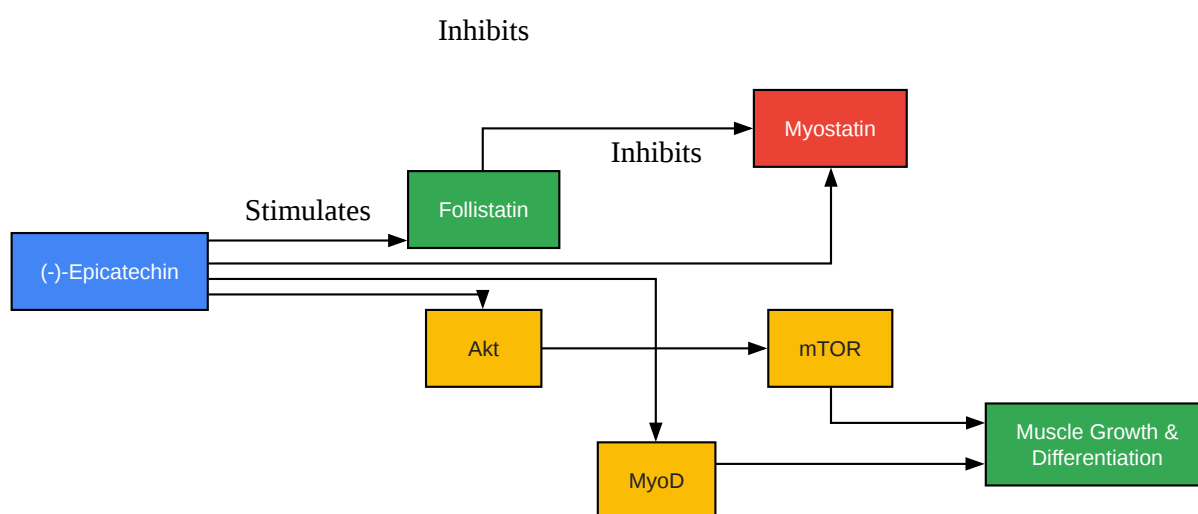 Inhibits
Myostatin
Inhibits
Stimulates
Follistatin
(-)-Epicatechin
Akt
mTOR
Muscle Growth &
Differentiation
MyoD